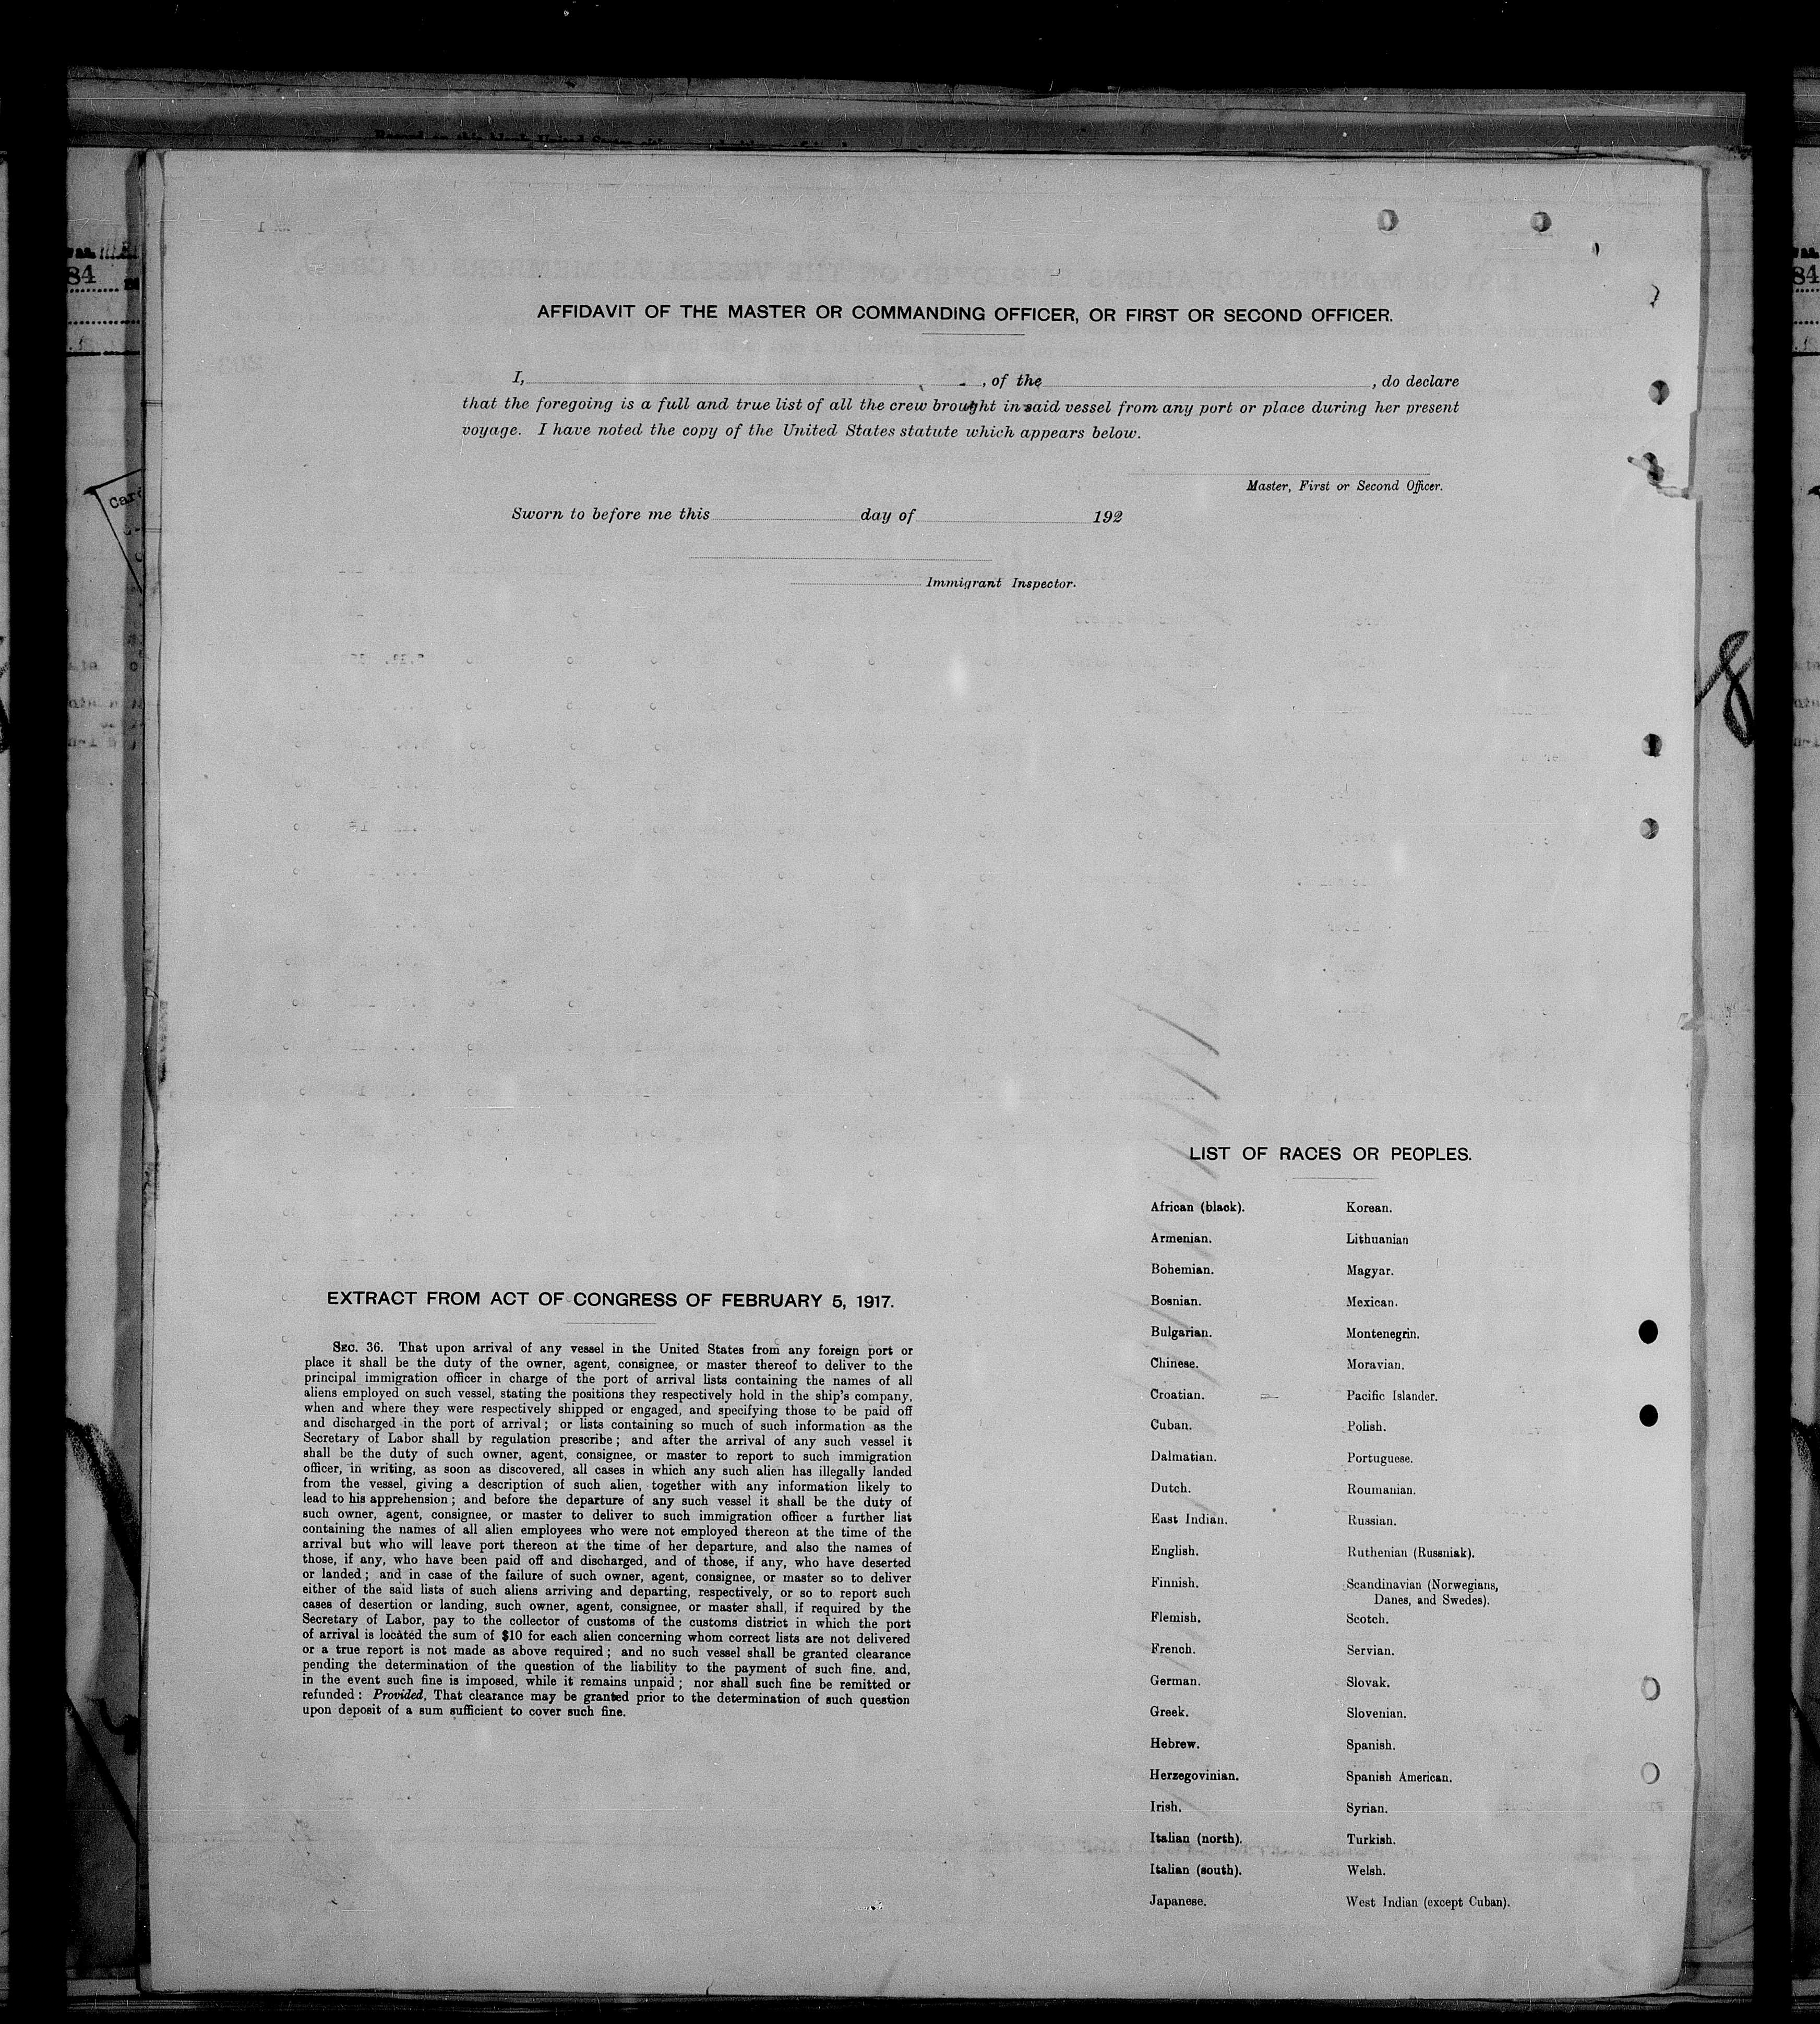 AFFIDAVIT OF THE MASTER OR COMMANDING OFFICER, OR FIRST OR SECOND OFFICER.
I, , of the , do declare
that the foregoing is a full and true list of all the crew brought in said vessel from any port or place during her present
voyage. I have noted the copy of the United States statute which appears below.
Master, First or Second Officer.
Sworn to before me this day of 192
Immigrant Inspector.
EXTRACT FROM ACT OF CONGRESS OF FEBRUARY 5, 1917.
SEC. 36. That upon arrival of any vessel in the United States from any foreign port or
place it shall be the duty of the owner, agent, consignee, or master thereof to deliver to the
principal immigration officer in charge of the port of arrival lists containing the names of all
aliens employed on such vessel, stating the positions they respectively hold in the ship's company,
when and where they were respectively shipped or engaged, and specifying those to be paid off
and discharged in the port of arrival; or lists containing so much of such information as the
Secretary of Labor shall by regulation prescribe; and after the arrival of any such vessel it
shall be the duty of such owner, agent, consignee, or master to report to such immigration
officer, in writing, as soon as discovered, all cases in which any such alien has illegally landed
from the vessel, giving a description of such alien, together with any information likely to
lead to his apprehension; and before the departure of any such vessel it shall be the duty of
such owner, agent, consignee, or master to deliver to such immigration officer a further list
containing the names of all alien employees who were not employed thereon at the time of the
arrival but who will leave port thereon at the time of her departure, and also the names of
those, if any, who have been paid off and discharged, and of those, if any, who have deserted
or landed; and in case of the failure of such owner, agent, consignee, or master so to deliver
either of the said lists of such aliens arriving and departing, respectively, or so to report such
cases of desertion or landing, such owner, agent, consignee, or master shall, if required by the
Secretary of Labor, pay to the collector of customs of the customs district in which the port
of arrival is located the sum of $10 for each alien concerning whom correct lists are not delivered
or a true report is not made as above required; and no such vessel shall be granted clearance
pending the determination of the question of the liability to the payment of such fine, and,
in the event such fine is imposed, while it remains unpaid; nor shall such fine be remitted or
refunded: Provided, That clearance may be granted prior to the determination of such question
upon deposit of a sum sufficient to cover such fine.
LIST OF RACES OR PEOPLES.
African (black).
Armenian.
Bohemian.
Bosnian.
Bulgarian.
Chinese.
Croatian.
Cuban.
Dalmatian.
Dutch.
East Indian.
English.
Finnish.
Flemish.
French.
German.
Greek.
Hebrew.
Herzegovinian.
Irish.
Italian (north).
Italian (south).
Japanese.
Korean.
Lithuanian
Magyar.
Mexican.
Montenegrin.
Moravian.
Pacific Islander.
Polish.
Portuguese.
Roumanian.
Russian.
Ruthenian (Russniak).
Scandinavian (Norwegians,
Danes, and Swedes).
Scotch.
Servian.
Slovak.
Slovenian.
Spanish.
Spanish American.
Syrian.
Turkish.
Welsh.
West Indian (except Cuban).
84
84
8